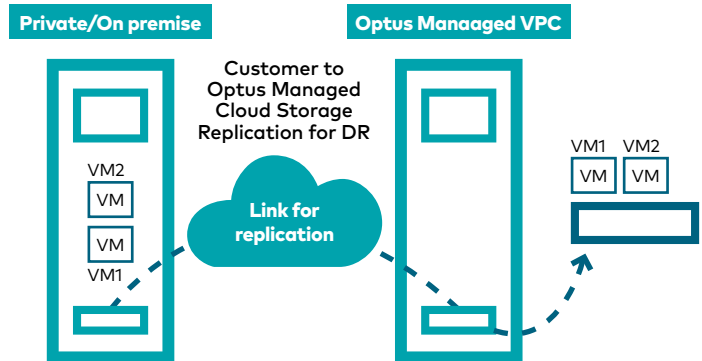 Private/On premise
Optus Manaaged VPC
Customer to
Optus Managed
Cloud Storage
Replication for DR
VM2
VM
VM
VM1
Link for
replication
VM1 VM2
VM VM